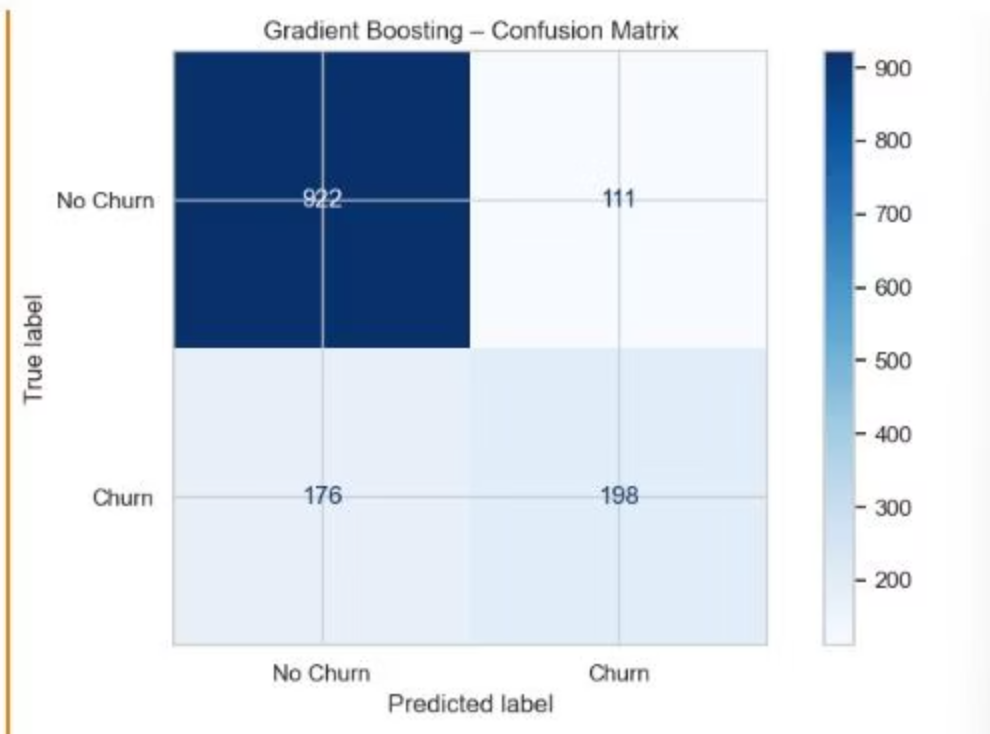 Gradient Boosting – Confusion Matrix
900
800
700
600
500
400
300
200
No Churn
922
111
True label
Churn
176
198
No Churn
Churn
Predicted label